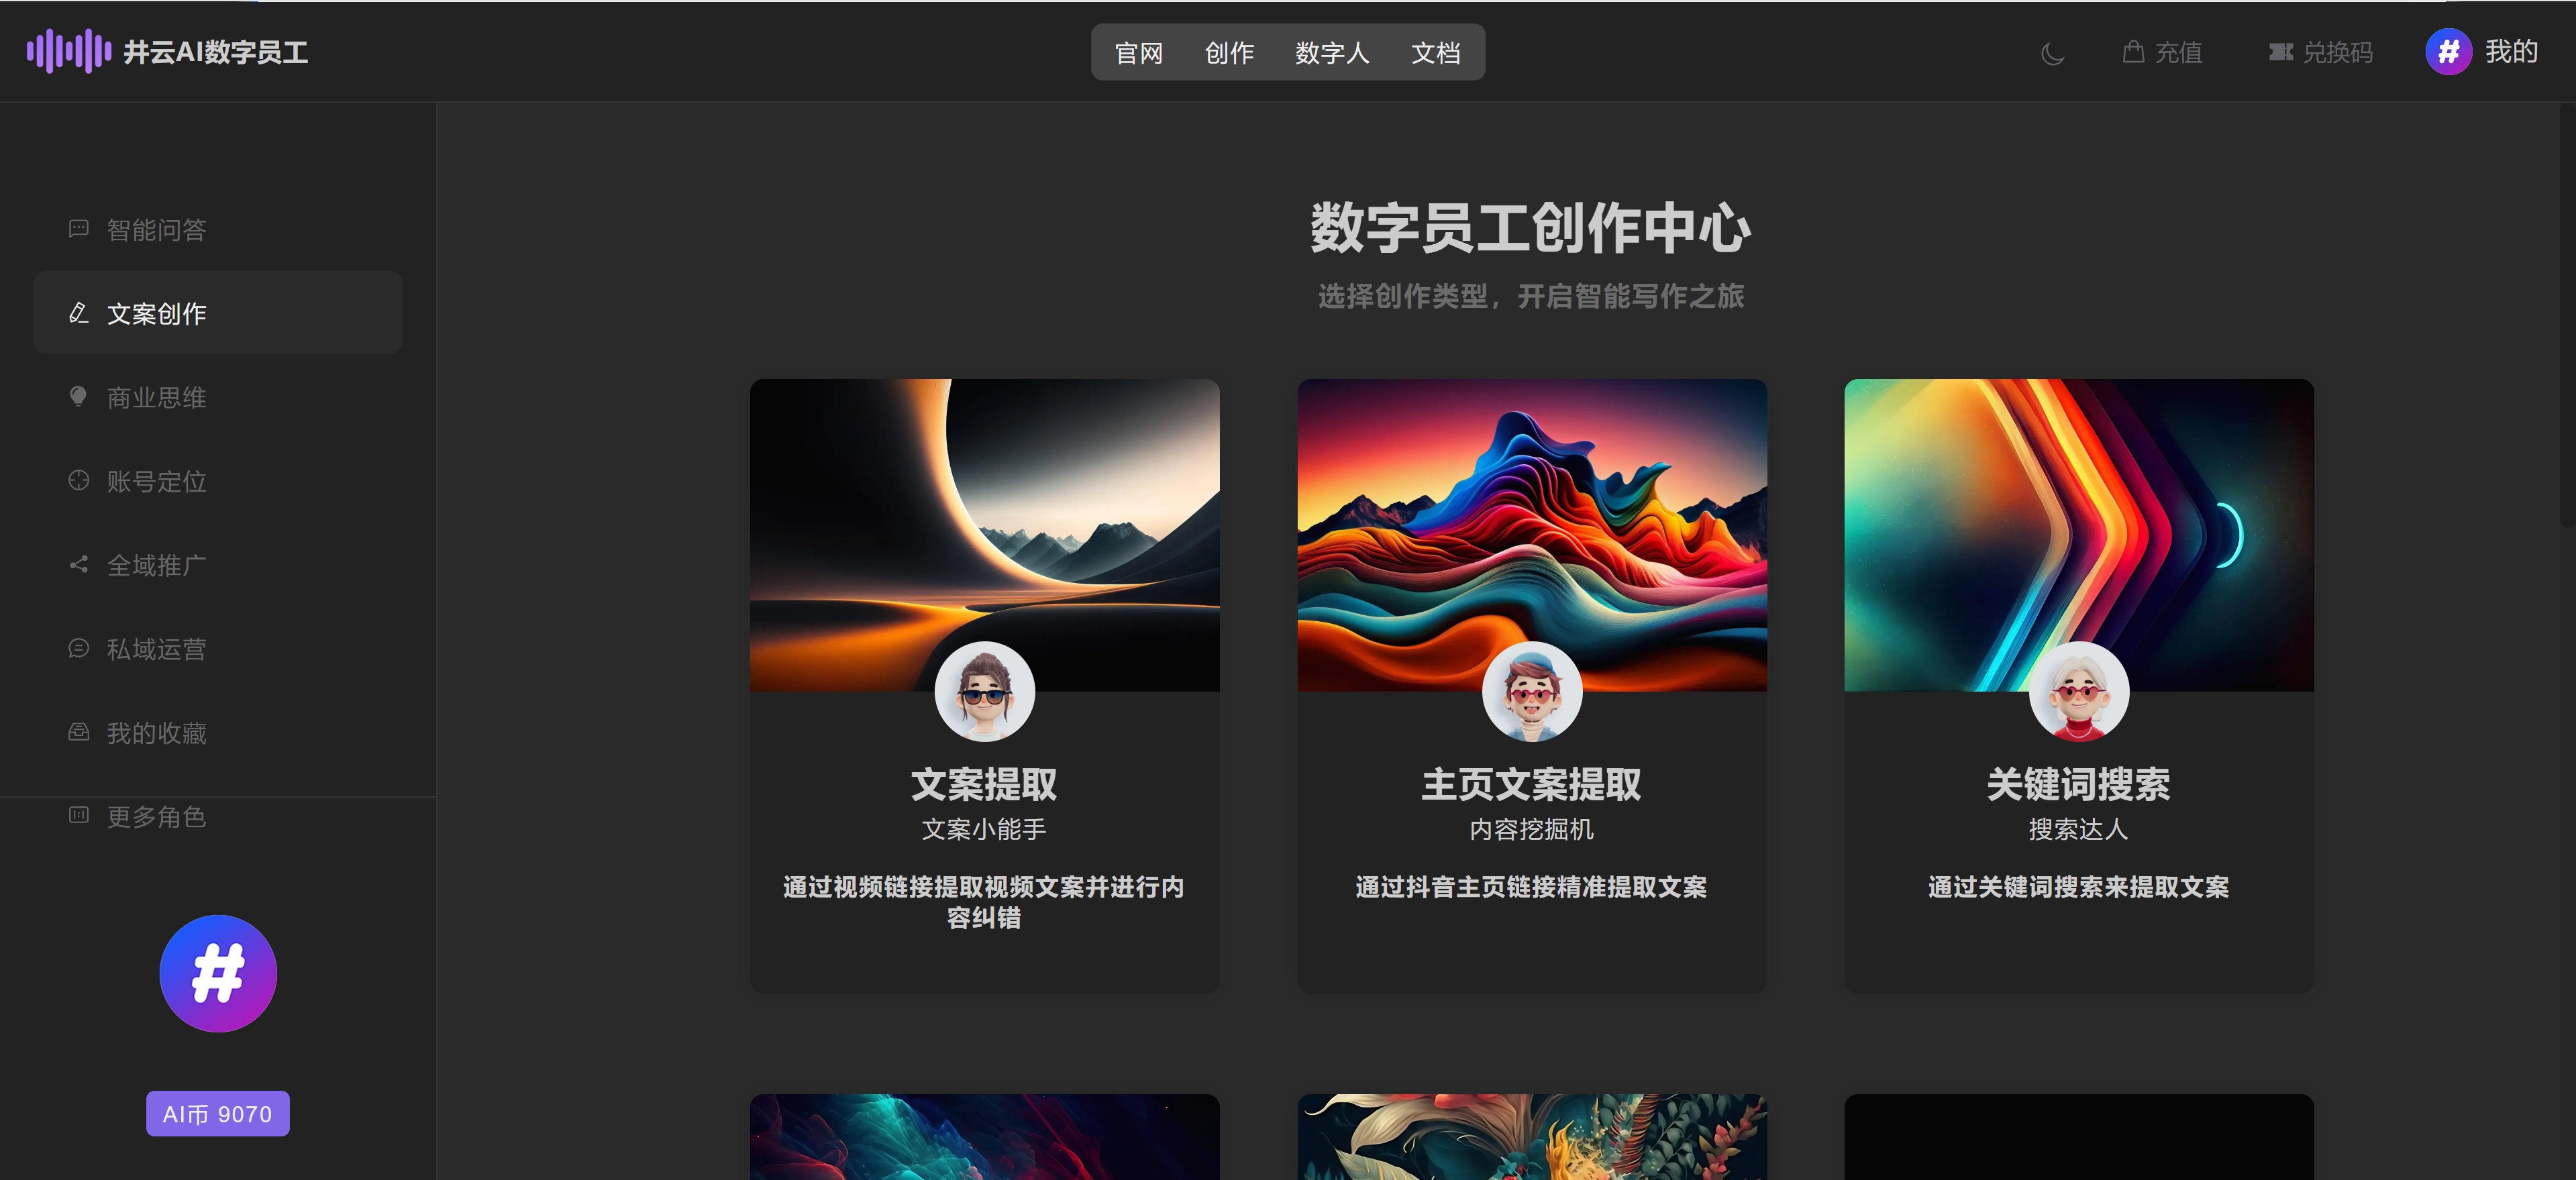 井云AI数字员工
官网 创作 数字人 文档
充值 兑换码 我的
智能问答
文案创作
商业思维
账号定位
全域推广
私域运营
我的收藏
更多角色
#
AI币 9070
数字员工创作中心
选择创作类型，开启智能写作之旅
文案提取
文案小能手
通过视频链接提取视频文案并进行内
容纠错
主页文案提取
内容挖掘机
通过抖音主页链接精准提取文案
关键词搜索
搜索达人
通过关键词搜索来提取文案